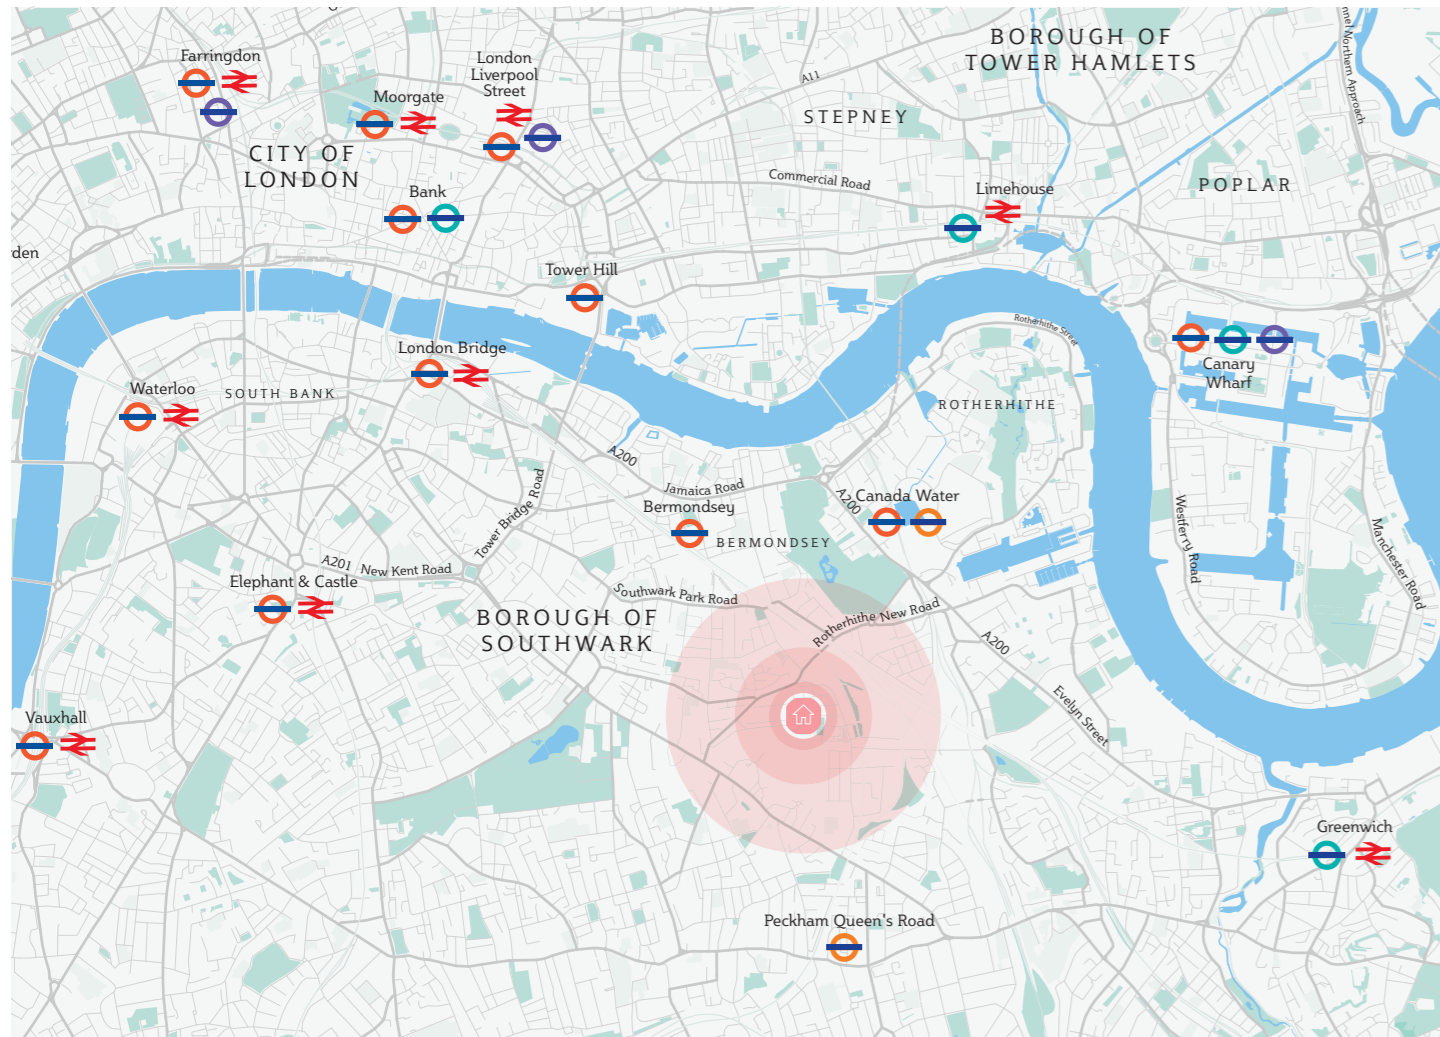 BOROUGH OF
TOWER HAMLETS
Farringdon
London
Liverpool
Street
Moorgate
A11
STEPNEY
Northern Approach
CITY OF
LONDON
Commercial Road
Limehouse
POPLAR
Bank
rden
Tower Hill
Rotherhithe Street
London Bridge
Canary
Wharf
Waterloo
SOUTH BANK
ROTHERHITHE
A200
Jamaica Road
Tower Bridge Road
Bermondsey
A200
Canada Water
BERMONDSEY
Westferry Road
Manchester Road
A201
New Kent Road
Elephant & Castle
Southwark Park Road
Rotherhithe New Road
BOROUGH OF
SOUTHWARK
A200
Evelyn Street
Vauxhall
Greenwich
Peckham Queen's Road